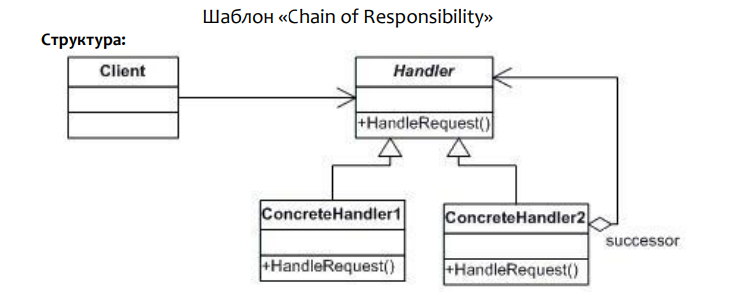 Шаблон «Chain of Responsibility»
Структура:
Client
Handler
+HandleRequest()
ConcreteHandler1
+HandleRequest()
ConcreteHandler2
+HandleRequest()
successor